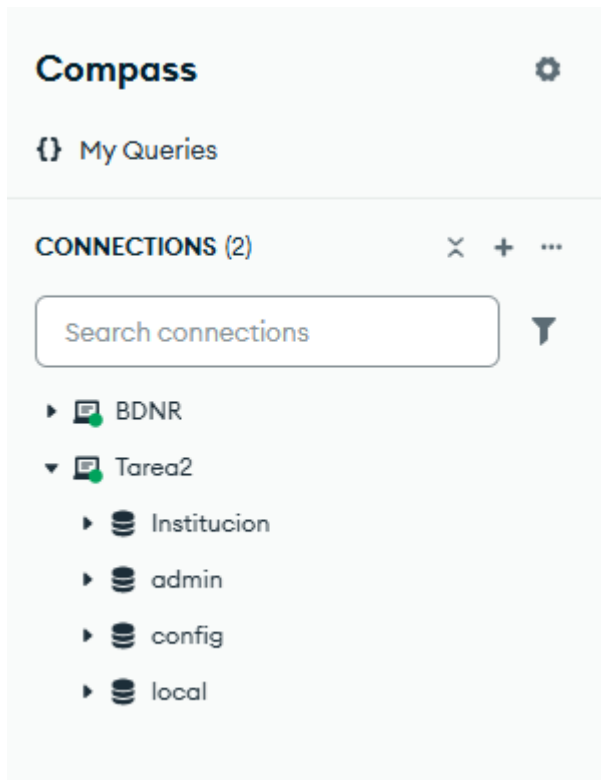 Compass
{} My Queries
CONNECTIONS (2)
Search connections
BDNR
Tarea2
Institucion
admin
config
local